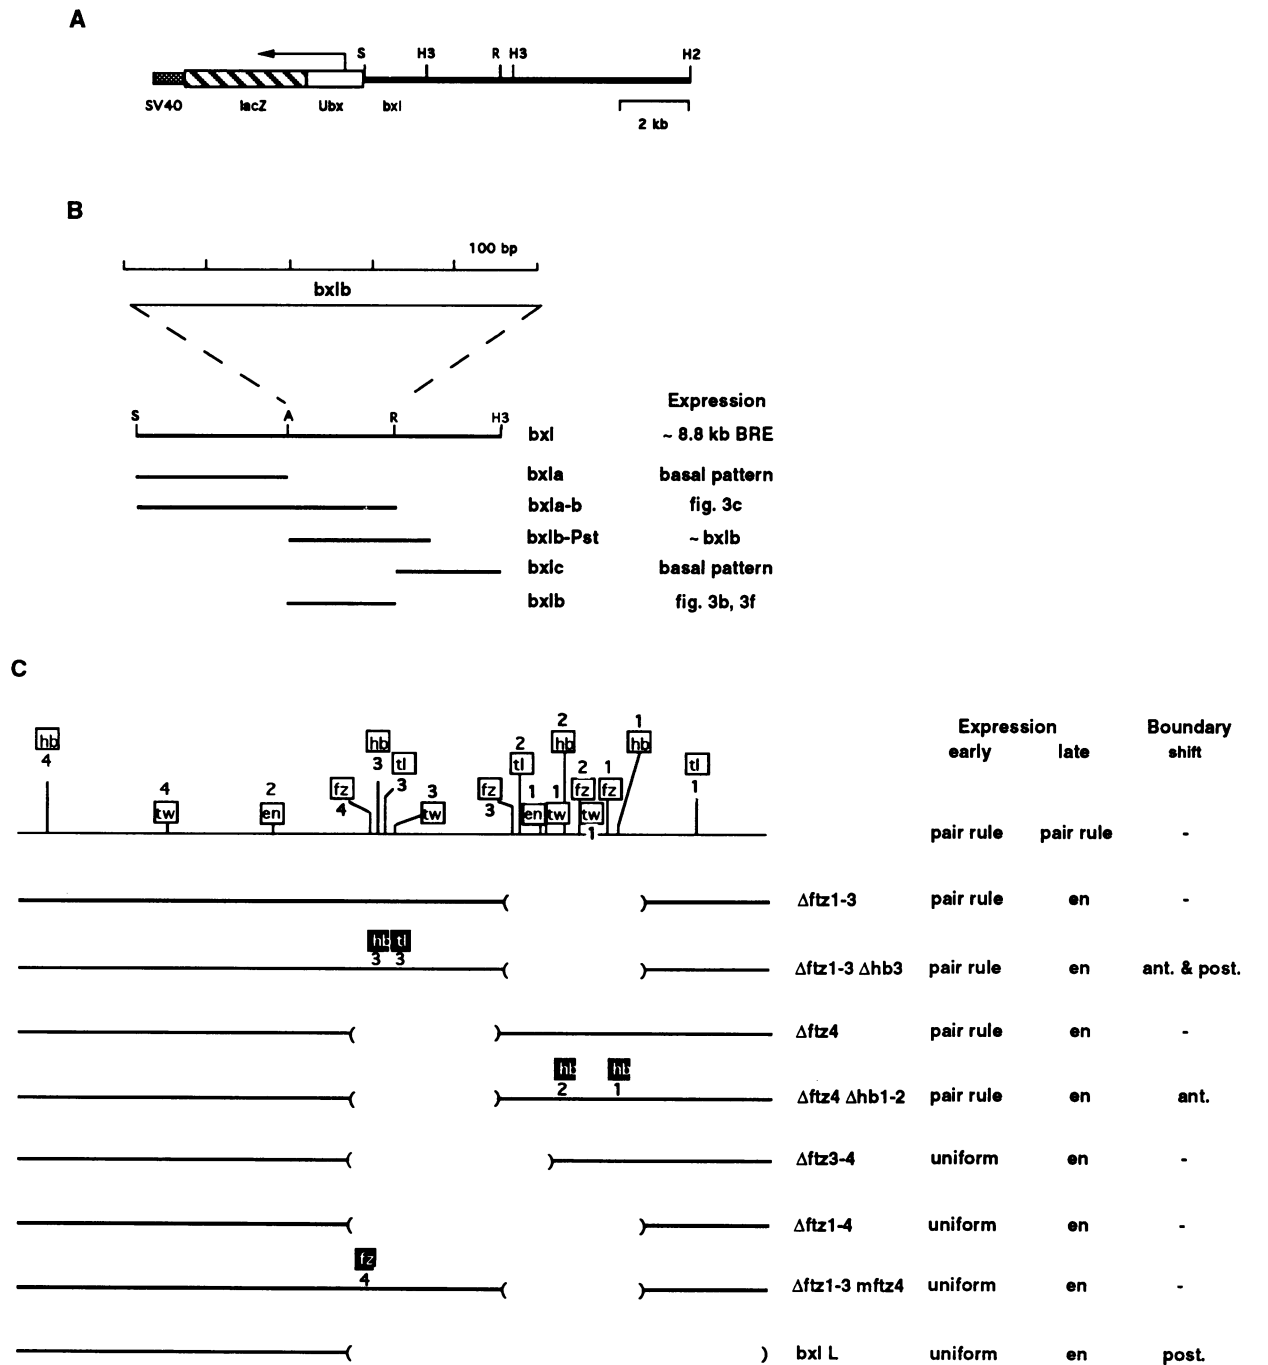 A
S H3 R H3 H2
SV40 lacZ Ubx bxl
2 kb
B
100 bp
bxlb
Expression
S A R H3
bxl ~ 8.8 kb BRE
bxla basal pattern
bxla-b fig. 3c
bxlb-Pst ~ bxlb
bxlc basal pattern
bxlb fig. 3b, 3f
C
Expression Boundary
early late shift
hb 4
tw 4
en 2
fz 4
hb 3
tl 3
tw 3
fz 3
tl 2
en 1
tw 1
hb 2
fz 2
tw 1
fz 1
hb 1
tl 1
pair rule pair rule -
Δftz1-3 pair rule en -
hb tl
3 3
Δftz1-3 Δhb3 pair rule en ant. & post.
Δftz4 pair rule en -
hb hb
2 1
Δftz4 Δhb1-2 pair rule en ant.
Δftz3-4 uniform en -
Δftz1-4 uniform en -
fz
4
Δftz1-3 mftz4 uniform en -
bxl L uniform en post.